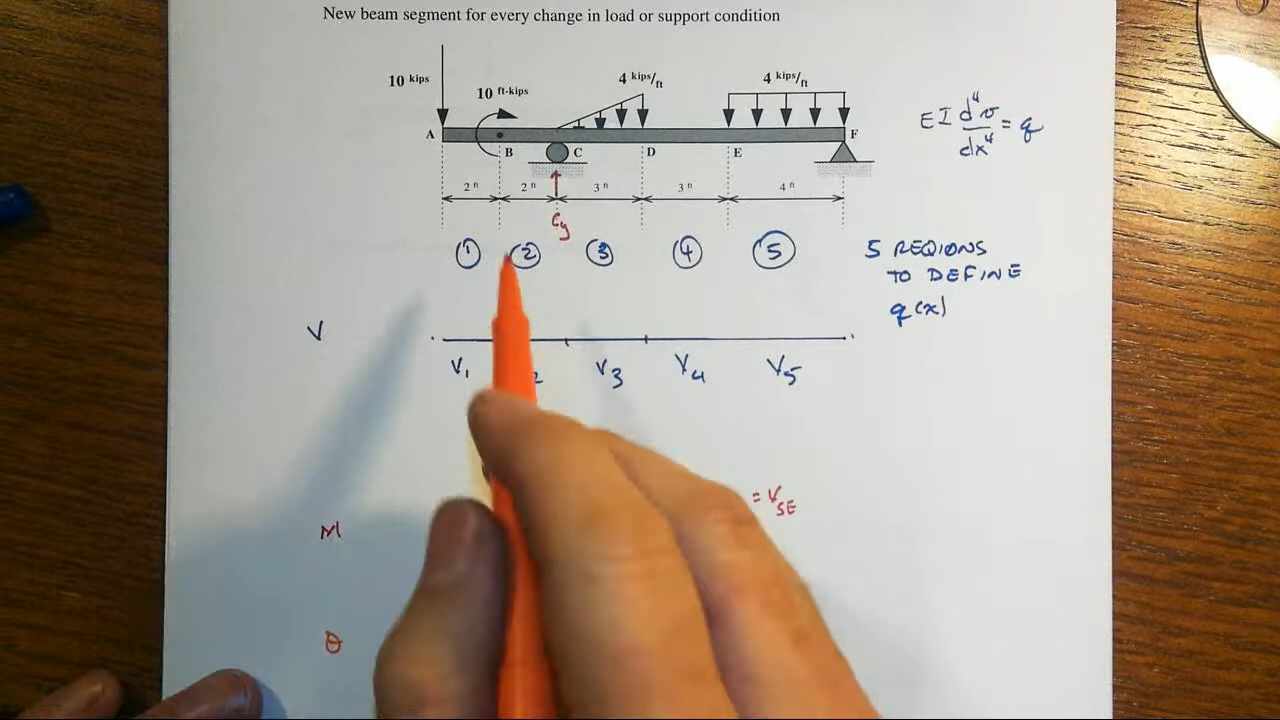 New beam segment for every change in load or support condition
10 kips
10 ft-kips
4 kips/ft
4 kips/ft
A
B
C
D
E
F
2 ft
2 ft
3 ft
3 ft
4 ft
Cy
EI d⁴v/dx⁴ = q
1 2 3 4 5
5 REGIONS
TO DEFINE
q(x)
V
V₁ 2 V₃ V₄ V₅
= V5E
M
θ